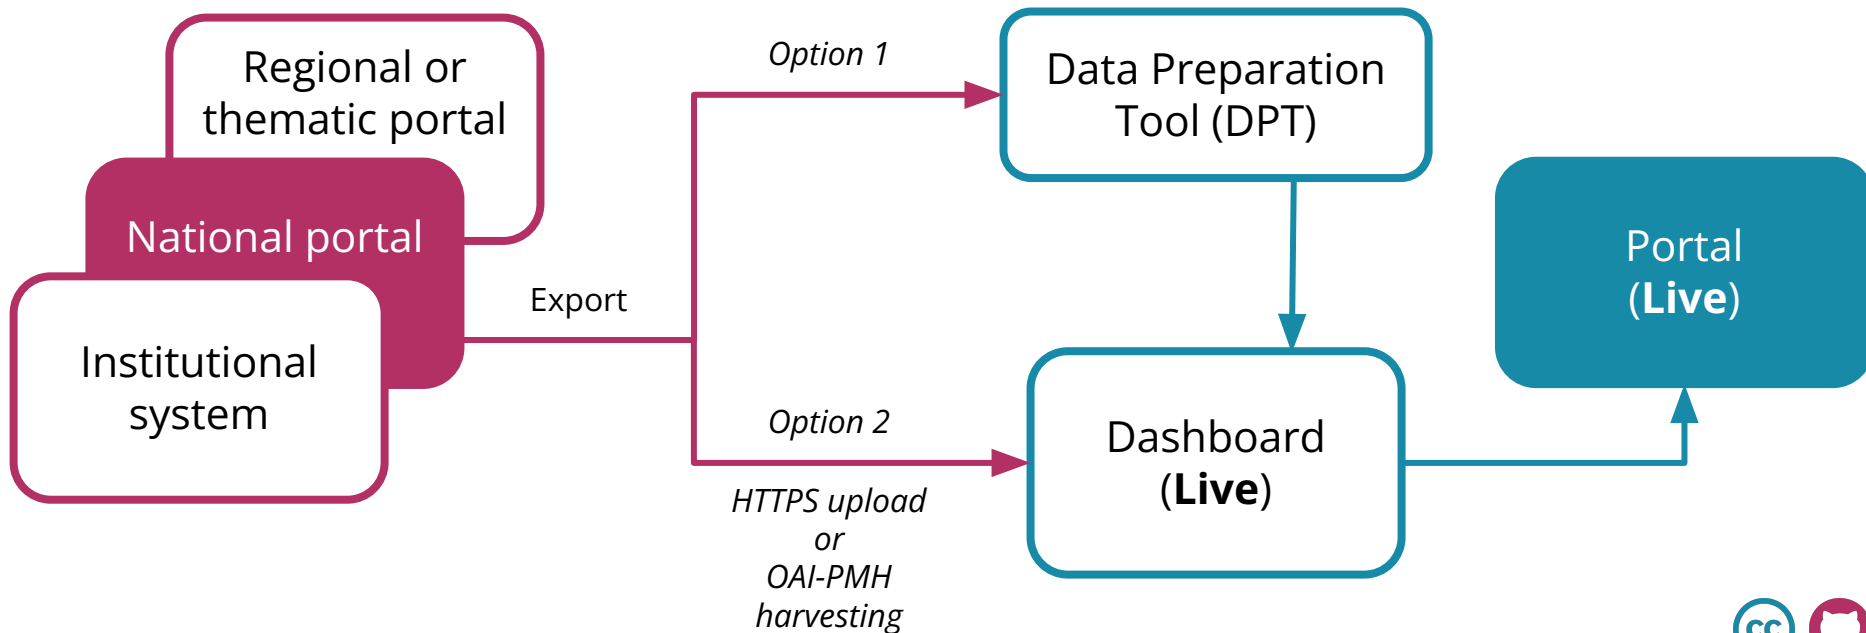 Regional or
thematic portal
National portal
Institutional
system
Export
Option 1
Option 2
HTTPS upload
or
OAI-PMH
harvesting
Data Preparation
Tool (DPT)
Dashboard
(Live)
Portal
(Live)
cc